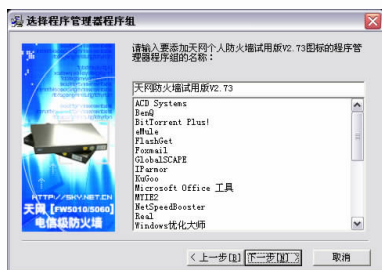 选择程序管理器程序组
请输入要添加天网个人防火墙试用版V2.73图标的程序管理器程序组的名称：
天网防火墙试用版V2.73
ACD Systems
BenQ
BitTorrent Plus!
eMule
FlashGet
Foxmail
GlobalSCAPE
IParmor
KuGoo
Microsoft Office 工具
MTIE2
NetSpeedBooster
Real
Windows优化大师
HTTP://SKY.NET.CN
天网 [FWS010/5060]
电信级防火墙
< 上一步[B]
下一步[N] >
取消